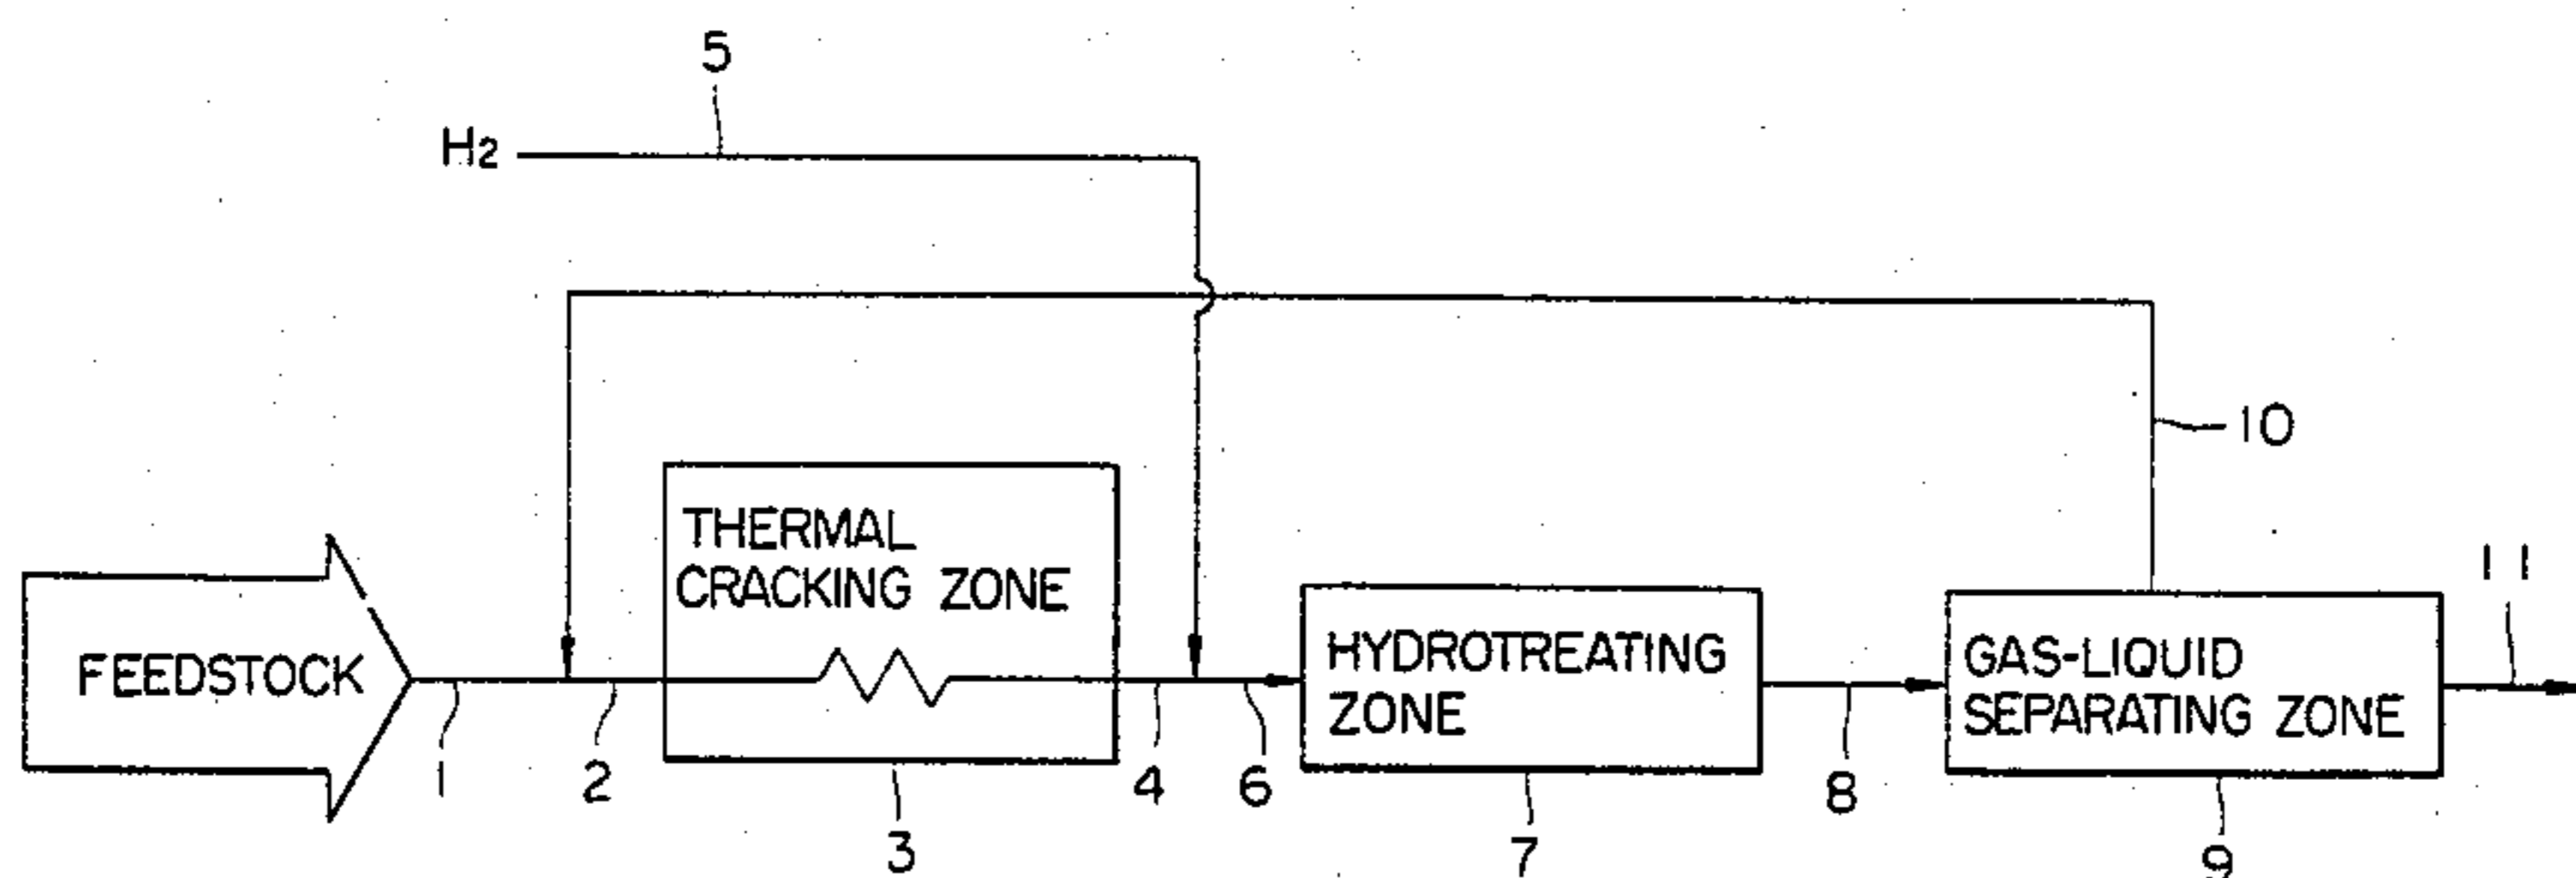 5
H2
10
THERMAL
CRACKING ZONE
11
FEEDSTOCK
HYDROTREATING
ZONE
GAS-LIQUID
SEPARATING ZONE
1
2
4
6
8
3
7
9